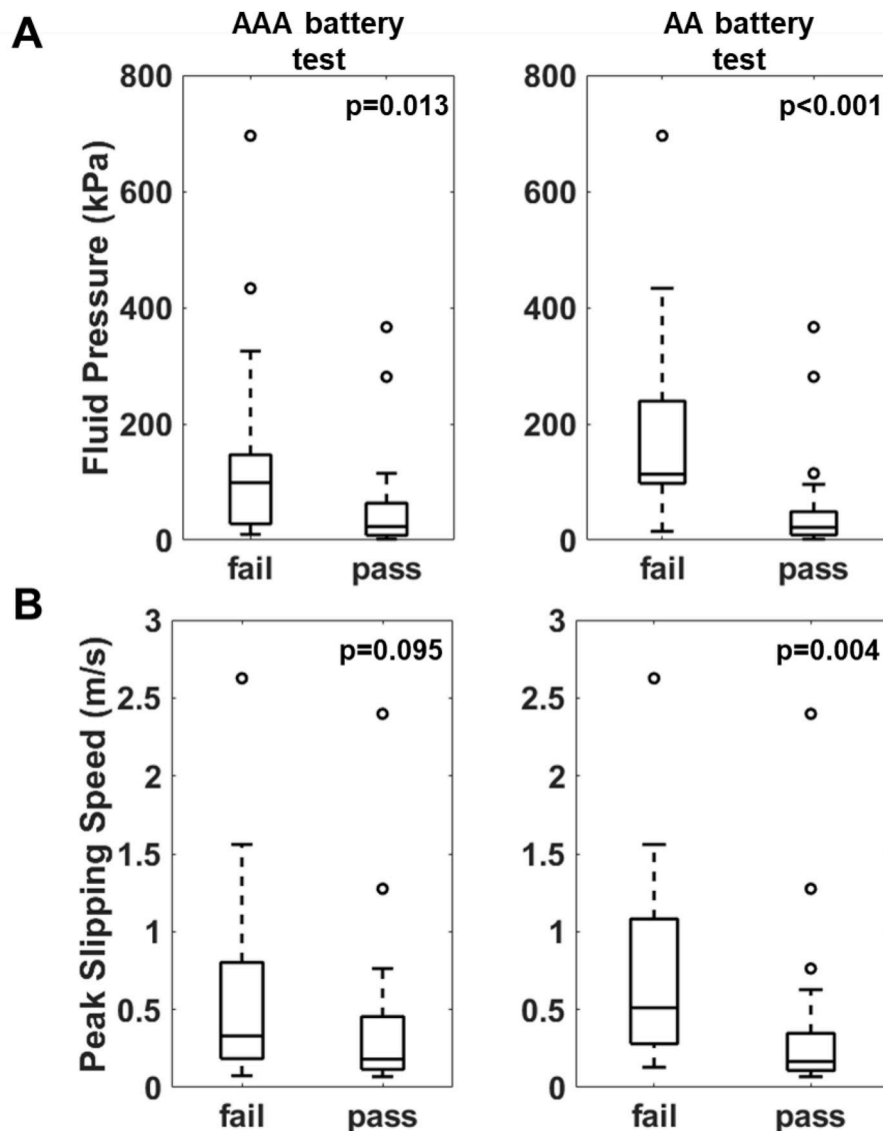 A
AAA battery
test
AA battery
test
Fluid Pressure (kPa)
800
600
400
200
0
p=0.013
fail pass
800
600
400
200
0
p<0.001
fail pass
B
Peak Slipping Speed (m/s)
3
2.5
2
1.5
1
0.5
0
p=0.095
fail pass
3
2.5
2
1.5
1
0.5
0
p=0.004
fail pass